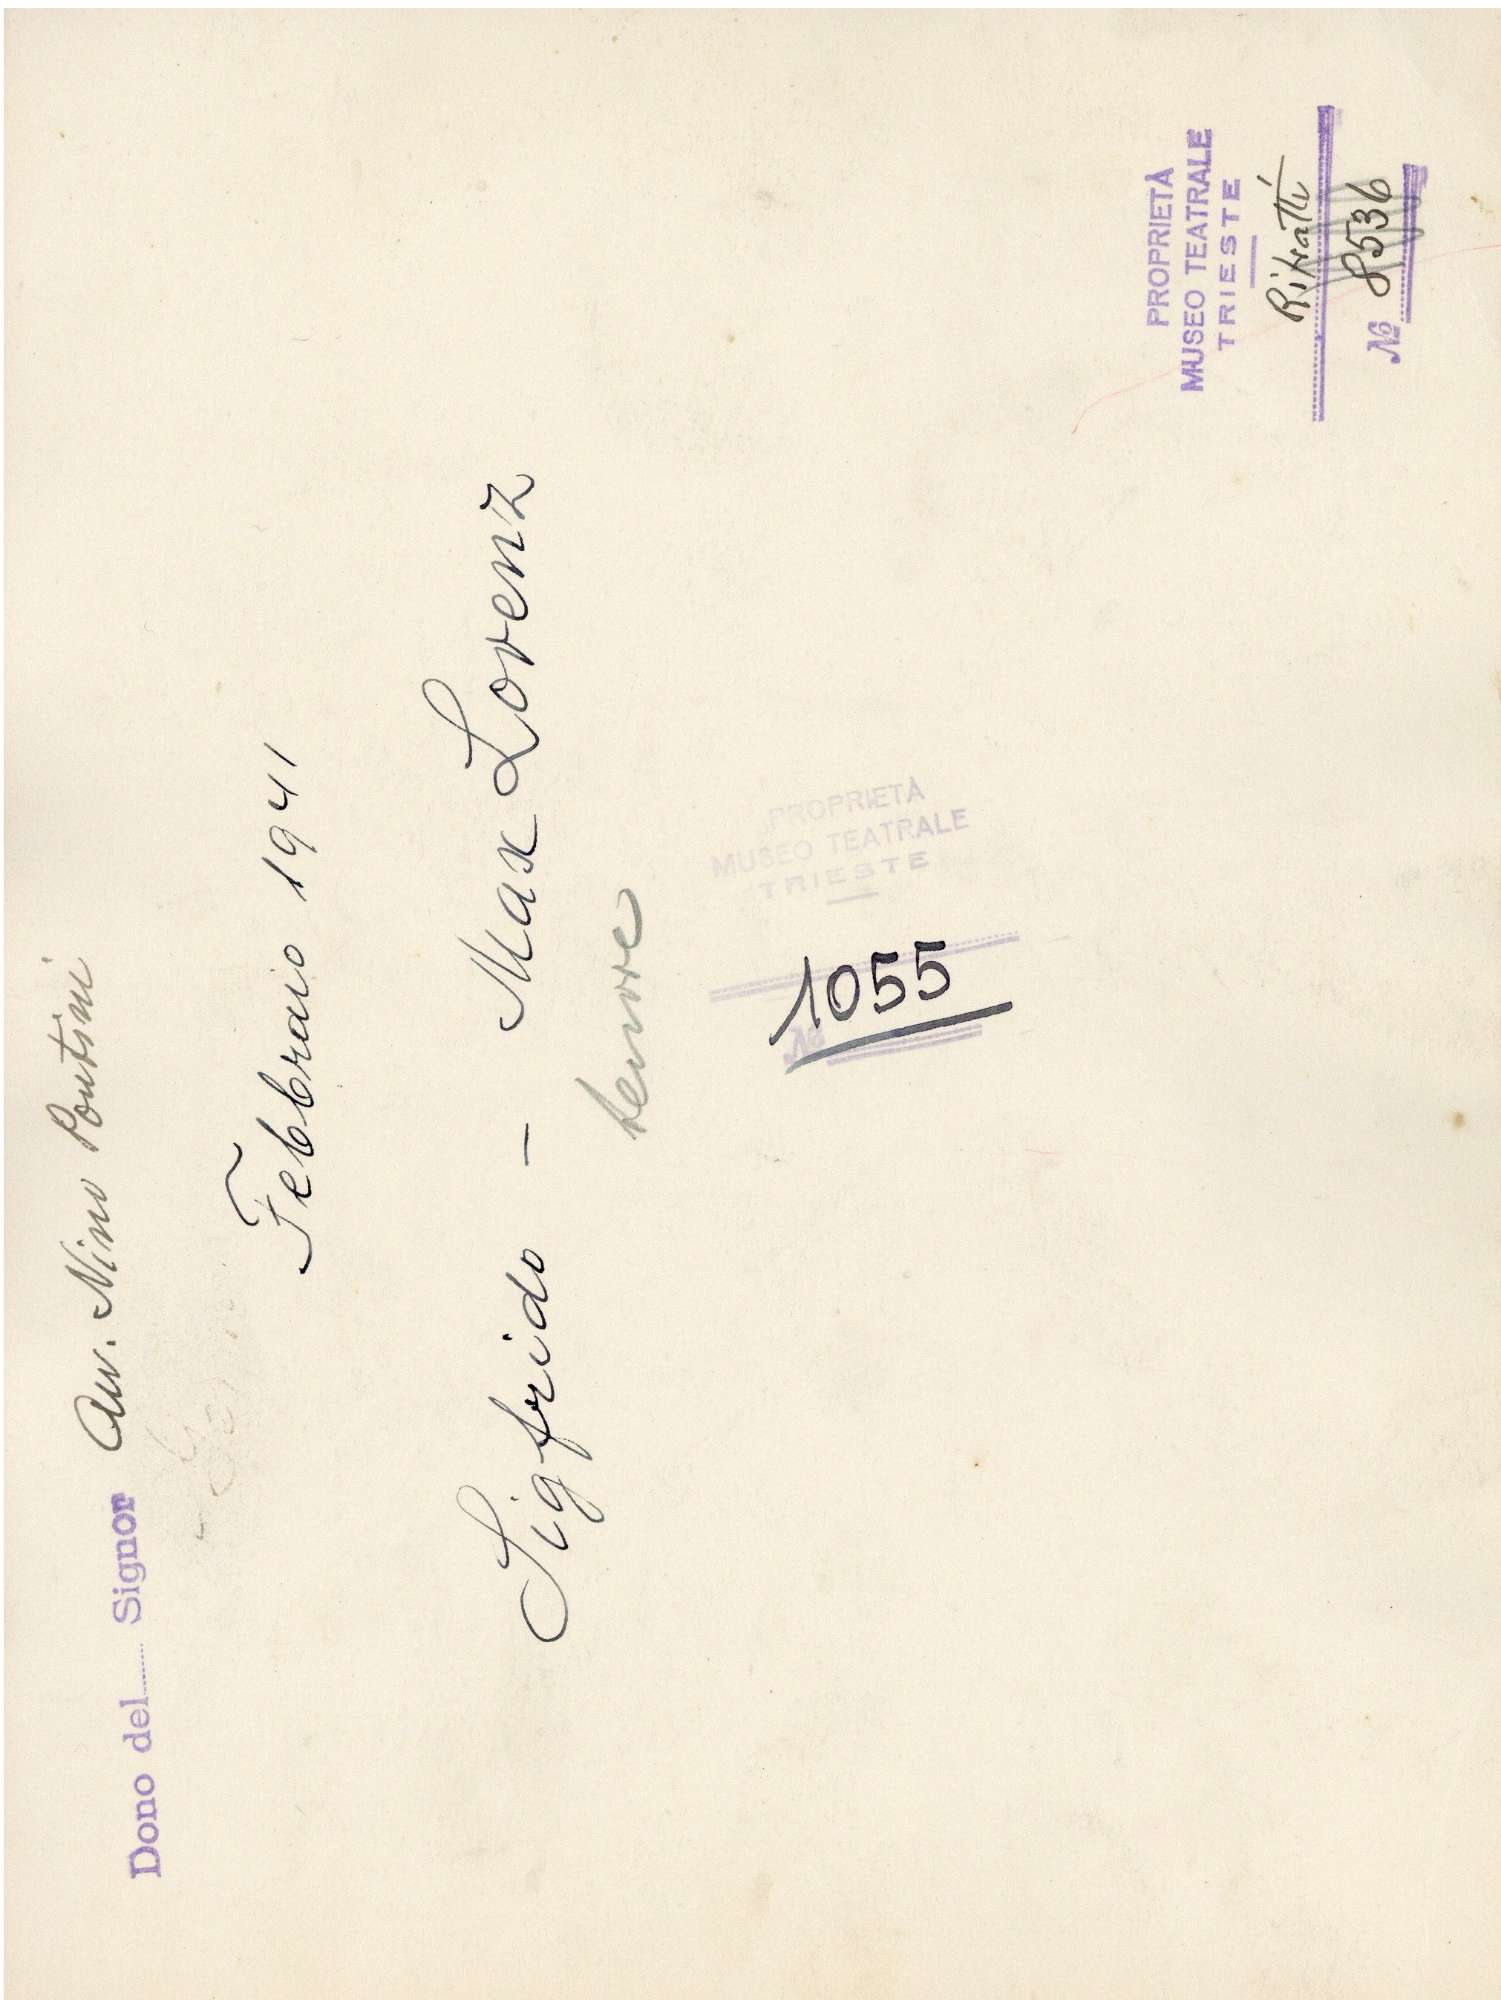 Dono del Signor Avv. Nino Pontini
Febbraio 1941
Sigfrido - Max Lorenz
tenore
PROPRIETÀ
MUSEO TEATRALE
TRIESTE
№ 1055
PROPRIETÀ
MUSEO TEATRALE
TRIESTE
Ritratti
№ 8536